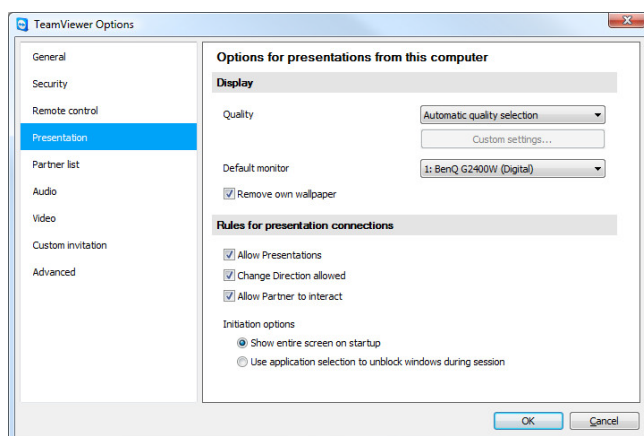 TeamViewer Options
General
Security
Remote control
Presentation
Partner list
Audio
Video
Custom invitation
Advanced
Options for presentations from this computer
Display
Quality
Automatic quality selection
Custom settings...
Default monitor
1: BenQ G2400W (Digital)
Remove own wallpaper
Rules for presentation connections
Allow Presentations
Change Direction allowed
Allow Partner to interact
Initiation options
Show entire screen on startup
Use application selection to unblock windows during session
OK
Cancel